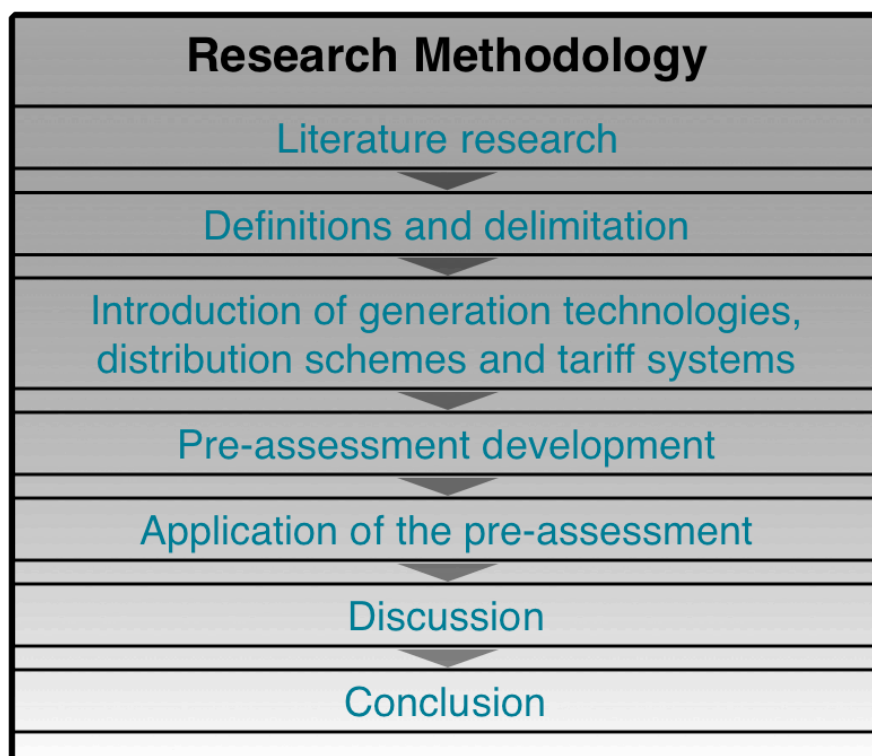 Research Methodology
Literature research
Definitions and delimitation
Introduction of generation technologies,
distribution schemes and tariff systems
Pre-assessment development
Application of the pre-assessment
Discussion
Conclusion